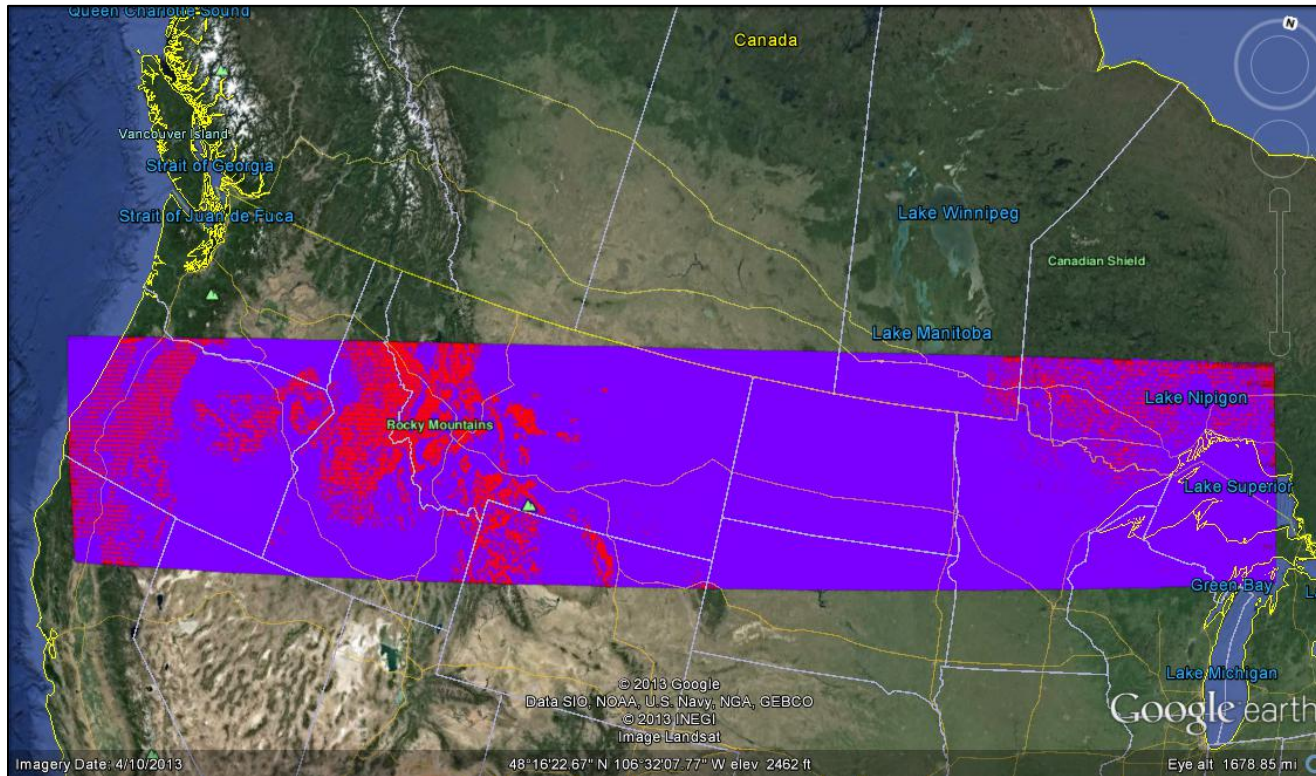 Queen Charlotte Sound
N
Canada
Vancouver Island
Strait of Georgia
Strait of Juan de Fuca
Lake Winnipeg
Canadian Shield
Lake Manitoba
Lake Nipigon
Rocky Mountains
Lake Superior
Green Bay
Lake Michigan
© 2013 Google
Data SIO, NOAA, U.S. Navy, NGA, GEBCO
© 2013 INEGI
Image Landsat
Google earth
Imagery Date: 4/10/2013
48°16'22.67" N 106°32'07.77" W elev 2462 ft
Eye alt 1678.85 mi